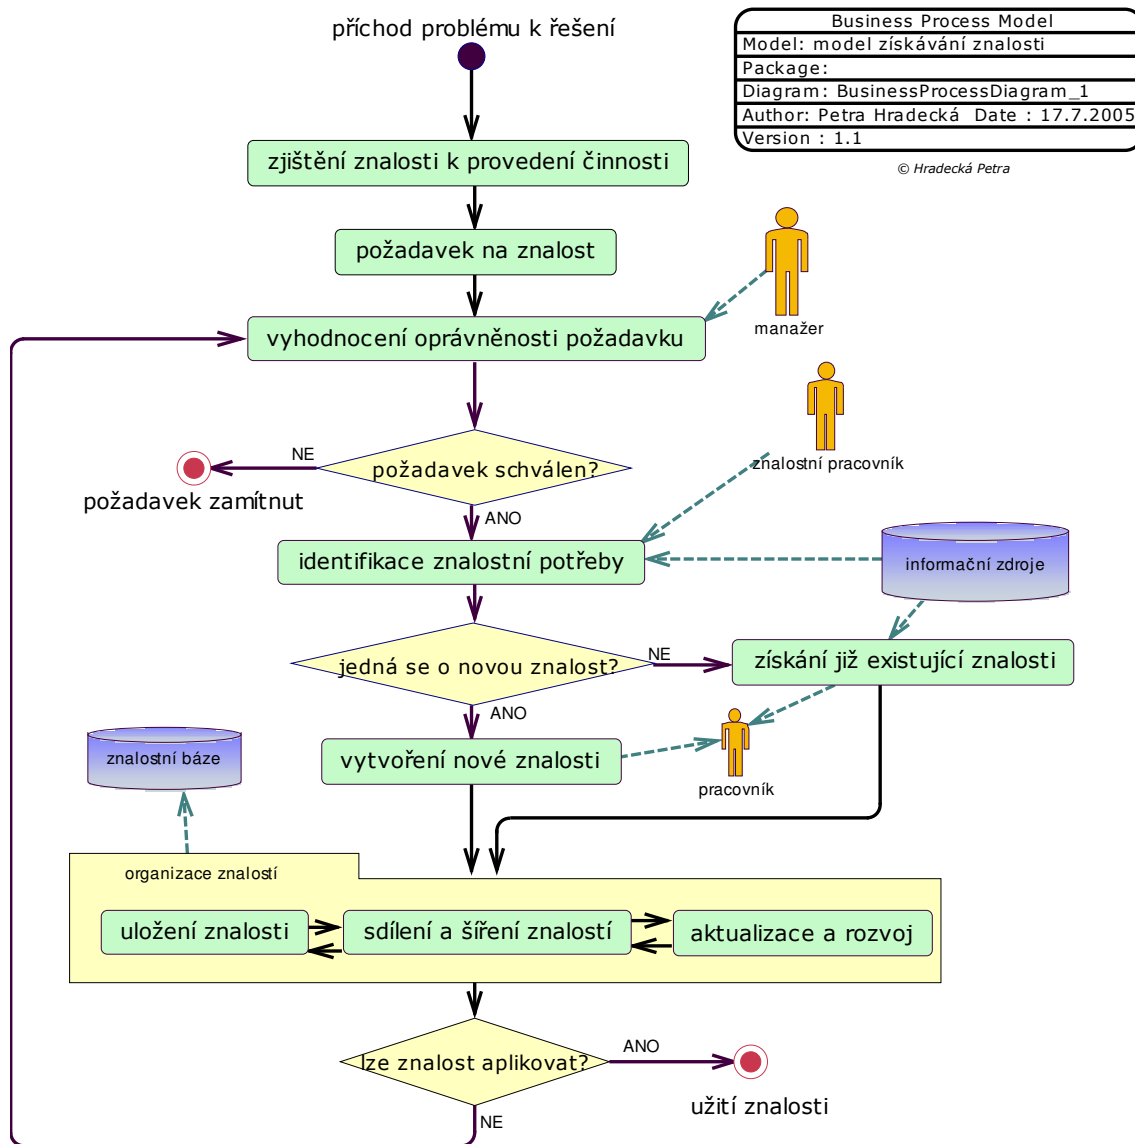 příchod problému k řešení
Business Process Model
Model: model získávání znalosti
Package:
Diagram: BusinessProcessDiagram_1
Author: Petra Hradecká Date : 17.7.2005
Version : 1.1
© Hradecká Petra
zjištění znalosti k provedení činnosti
požadavek na znalost
manažer
vyhodnocení oprávněnosti požadavku
znalostní pracovník
NE
požadavek schválen?
požadavek zamítnut
ANO
identifikace znalostní potřeby
informační zdroje
jedná se o novou znalost?
NE
získání již existující znalosti
ANO
vytvoření nové znalosti
pracovník
znalostní báze
organizace znalostí
uložení znalosti
sdílení a šíření znalostí
aktualizace a rozvoj
lze znalost aplikovat?
ANO
užití znalosti
NE